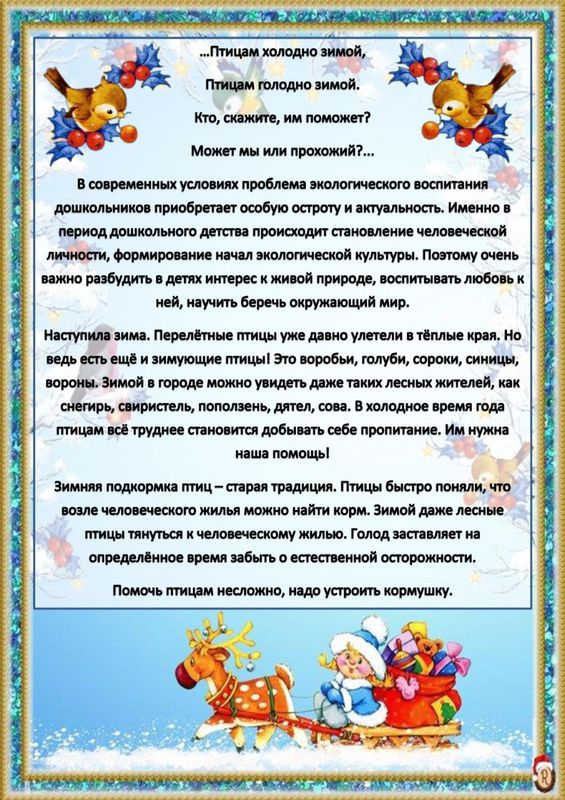 ...Птицам холодно зимой,
Птицам голодно зимой.
Кто, скажите, им поможет?
Может мы или прохожий?...
В современных условиях проблема экологического воспитания
дошкольников приобретает особую остроту и актуальность. Именно в
период дошкольного детства происходит становление человеческой
личности, формирование начал экологической культуры. Поэтому очень
важно разбудить в детях интерес к живой природе, воспитывать любовь к
ней, научить беречь окружающий мир.
Наступила зима. Перелётные птицы уже давно улетели в тёплые края. Но
ведь есть ещё и зимующие птицы! Это воробьи, голуби, сороки, синицы,
вороны. Зимой в городе можно увидеть даже таких лесных жителей, как
снегирь, свиристель, поползень, дятел, сова. В холодное время года
птицам всё труднее становится добывать себе пропитание. Им нужна
наша помощь!
Зимняя подкормка птиц – старая традиция. Птицы быстро поняли, что
возле человеческого жилья можно найти корм. Зимой даже лесные
птицы тянуться к человеческому жилью. Голод заставляет на
определённое время забыть о естественной осторожности.
Помочь птицам несложно, надо устроить кормушку.
R